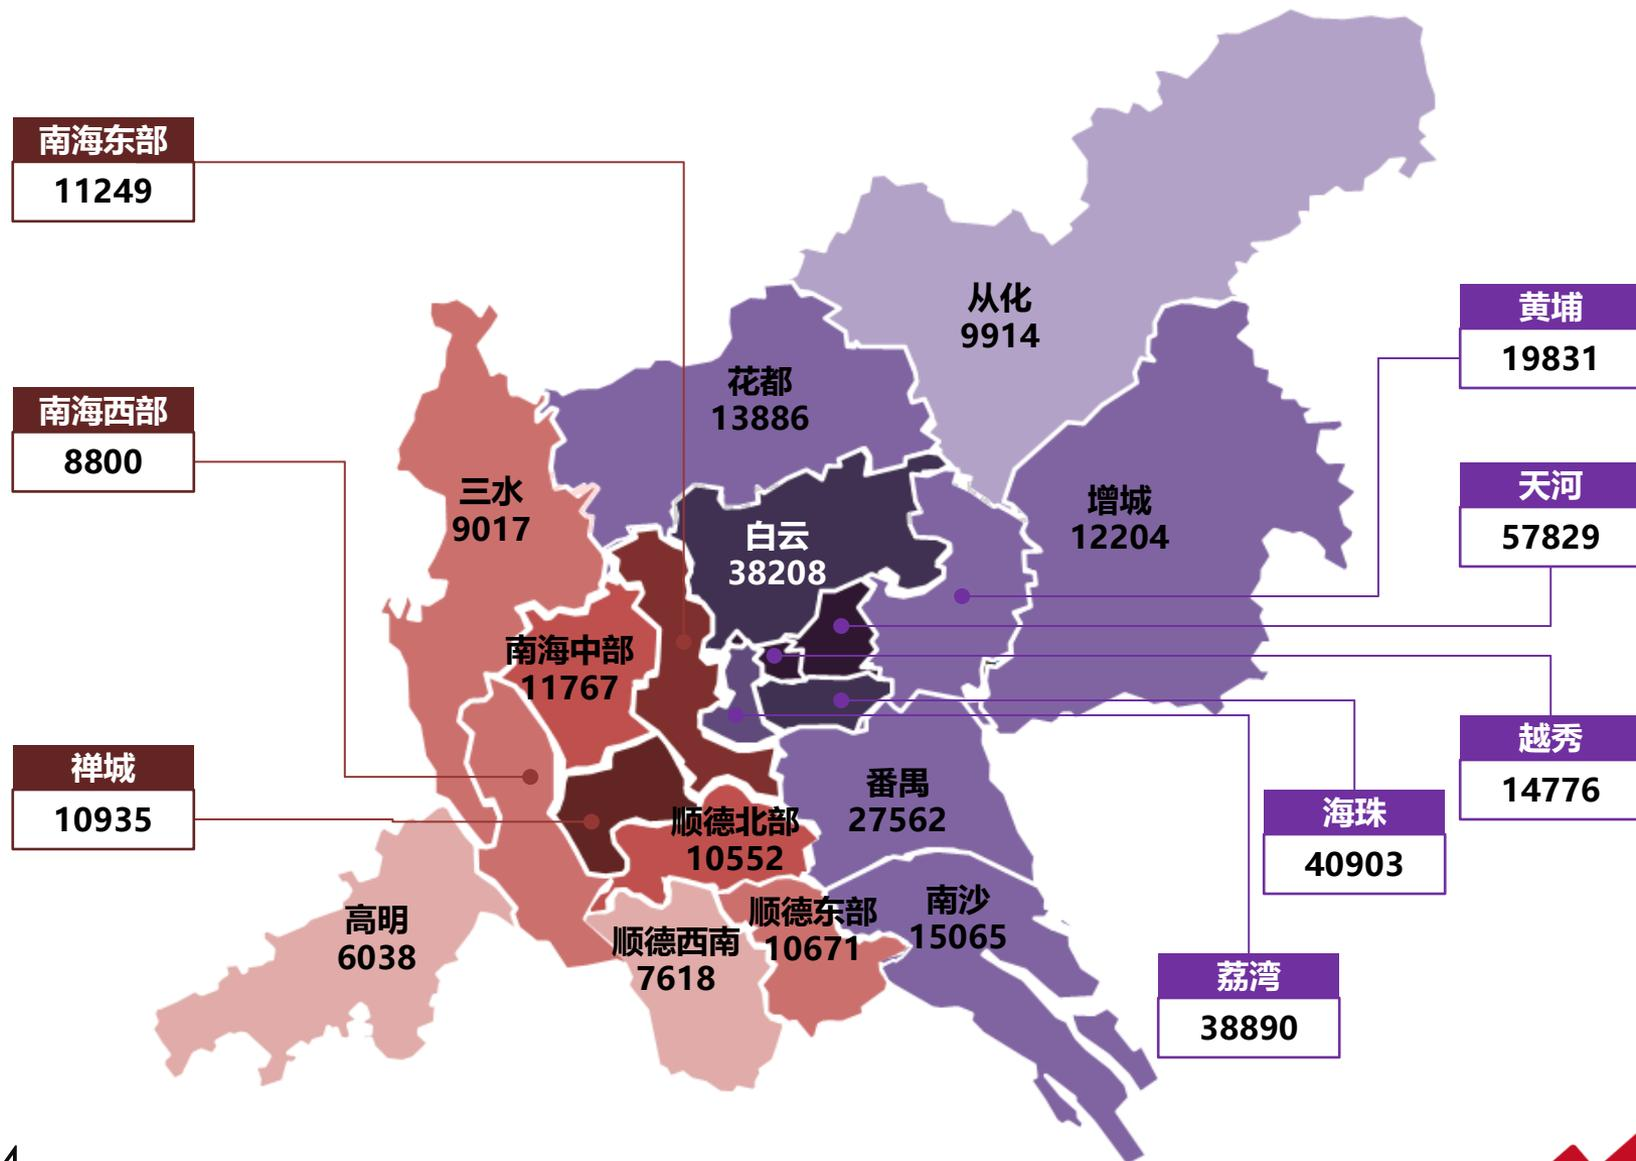 南海东部
11249
从化
9914
黄埔
19831
花都
13886
南海西部
8800
三水
9017
增城
12204
天河
57829
白云
38208
南海中部
11767
越秀
14776
禅城
10935
番禺
27562
海珠
40903
顺德北部
10552
高明
6038
顺德西南
7618
顺德东部
10671
南沙
15065
荔湾
38890